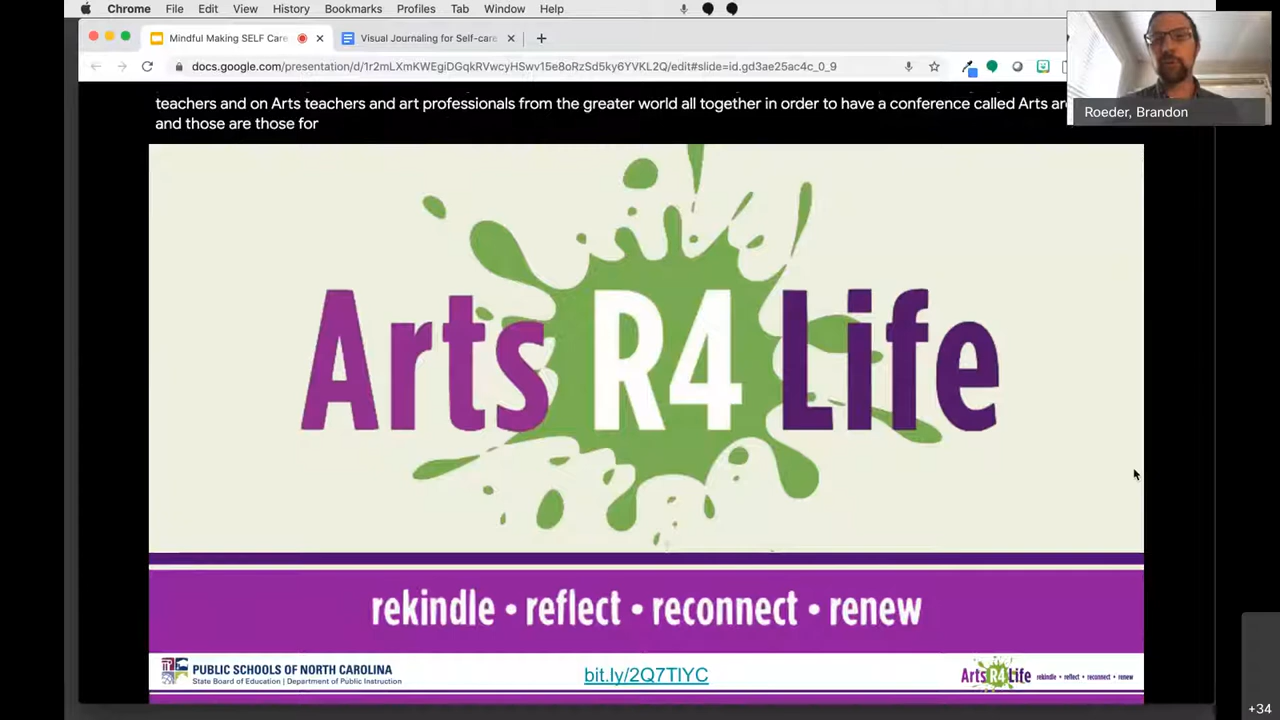 Chrome File Edit View History Bookmarks Profiles Tab Window Help
Mindful Making SELF Care
Visual Journaling for Self-care
docs.google.com/presentation/d/1r2mLXmKWEgiDGqkRVwcyHSwv15e8oRzSd5ky6YVKL2Q/edit#slide=id.gd3ae25ac4c_0_9
Roeder, Brandon
teachers and on Arts teachers and art professionals from the greater world all together in order to have a conference called Arts
and those are those for
Arts R4 Life
rekindle • reflect • reconnect • renew
PUBLIC SCHOOLS OF NORTH CAROLINA
State Board of Education | Department of Public Instruction
bit.ly/2Q7TIYC
Arts R4 Life rekindle • reflect • reconnect • renew
+34